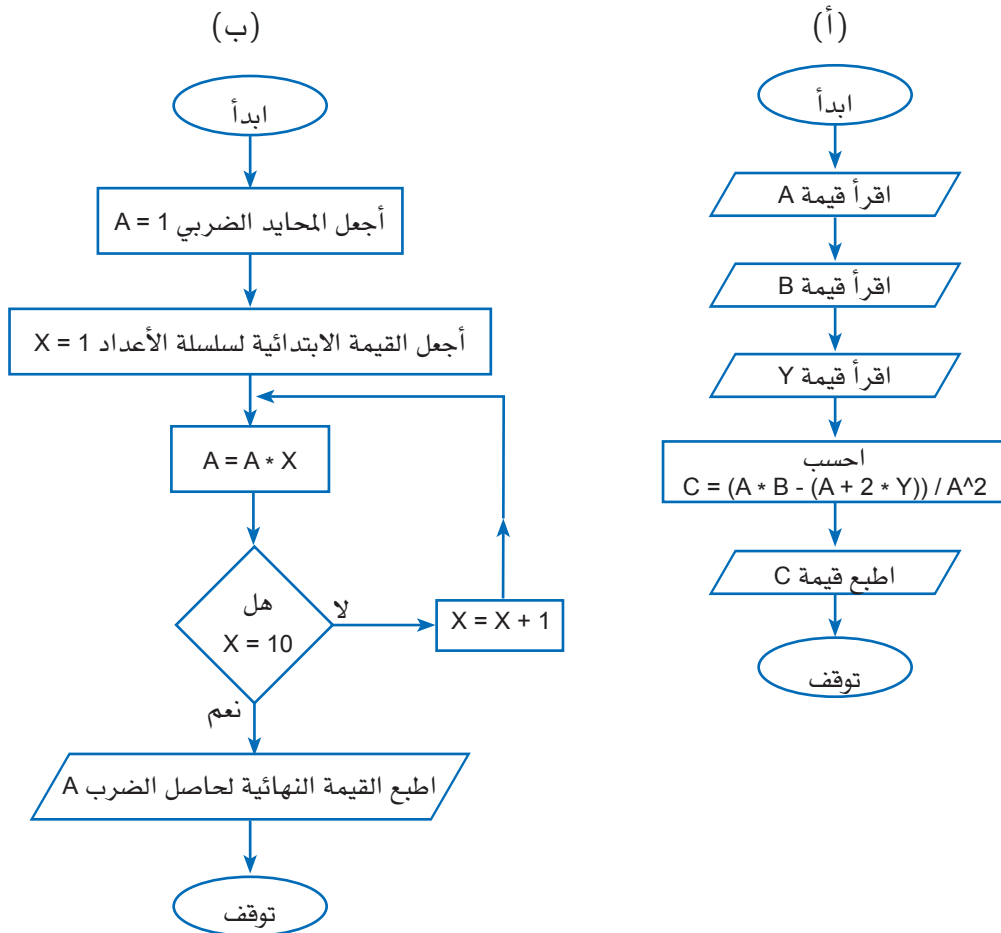 (أ)
ابدأ
اقرأ قيمة A
اقرأ قيمة B
اقرأ قيمة Y
احسب
C = (A * B - (A + 2 * Y)) / A^2
اطبع قيمة C
توقف
(ب)
ابدأ
أجعل المحايد الضربي A = 1
أجعل القيمة الابتدائية لسلسلة الأعداد X = 1
A = A * X
هل
X = 10
لا
X = X + 1
نعم
اطبع القيمة النهائية لحاصل الضرب A
توقف